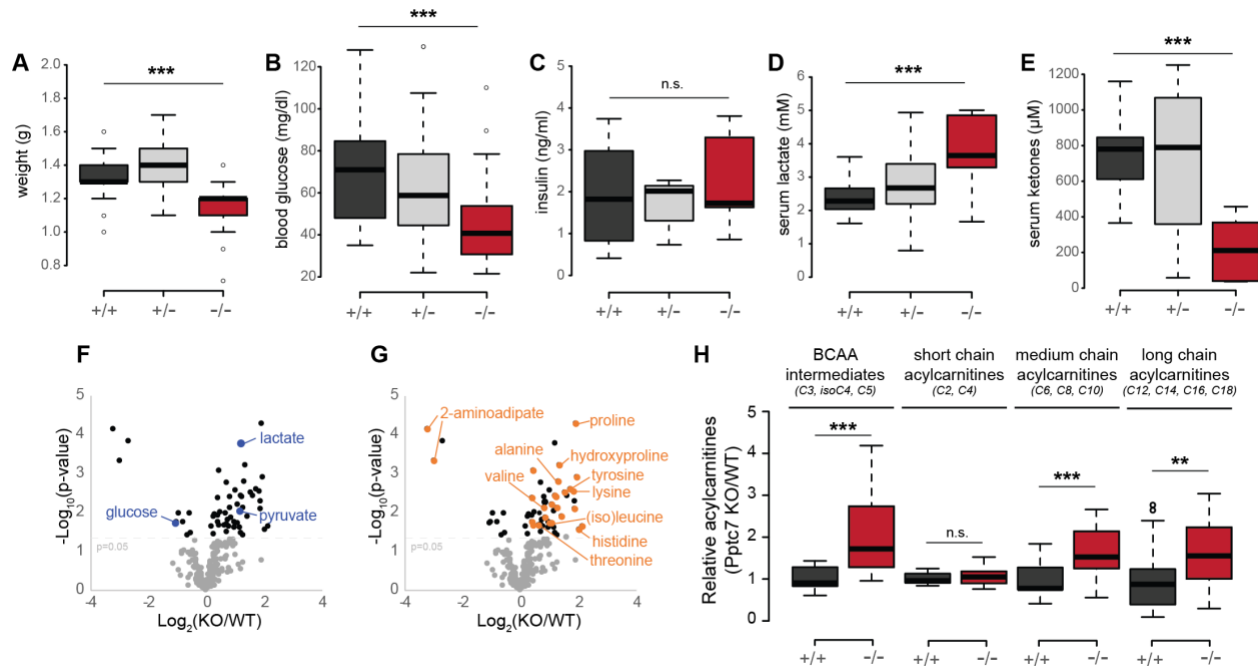 A
weight (g)
2.0
1.8
1.6
1.4
1.2
1.0
0.8
***
+/+
+/-
-/-
B
blood glucose (mg/dl)
120
100
80
60
40
20
***
+/+
+/-
-/-
C
insulin (ng/ml)
5
4
3
2
1
0
n.s.
+/+
+/-
-/-
D
serum lactate (mM)
6
5
4
3
2
1
0
***
+/+
+/-
-/-
E
serum ketones (µM)
1200
1000
800
600
400
200
0
***
+/+
+/-
-/-
F
-Log10(p-value)
5
4
3
2
1
0
lactate
glucose
pyruvate
p=0.05
-4
-2
0
2
4
Log2(KO/WT)
G
-Log10(p-value)
5
4
3
2
1
0
2-aminoadipate
proline
alanine
hydroxyproline
valine
tyrosine
lysine
(iso)leucine
histidine
threonine
p=0.05
-4
-2
0
2
4
Log2(KO/WT)
H
BCAA
intermediates
(C3, isoC4, C5)
short chain
acylcarnitines
(C2, C4)
medium chain
acylcarnitines
(C6, C8, C10)
long chain
acylcarnitines
(C12, C14, C16, C18)
Relative acylcarnitines
(Pptc7 KO/WT)
5
4
3
2
1
0
***
n.s.
***
**
+/+
-/-
+/+
-/-
+/+
-/-
+/+
-/-